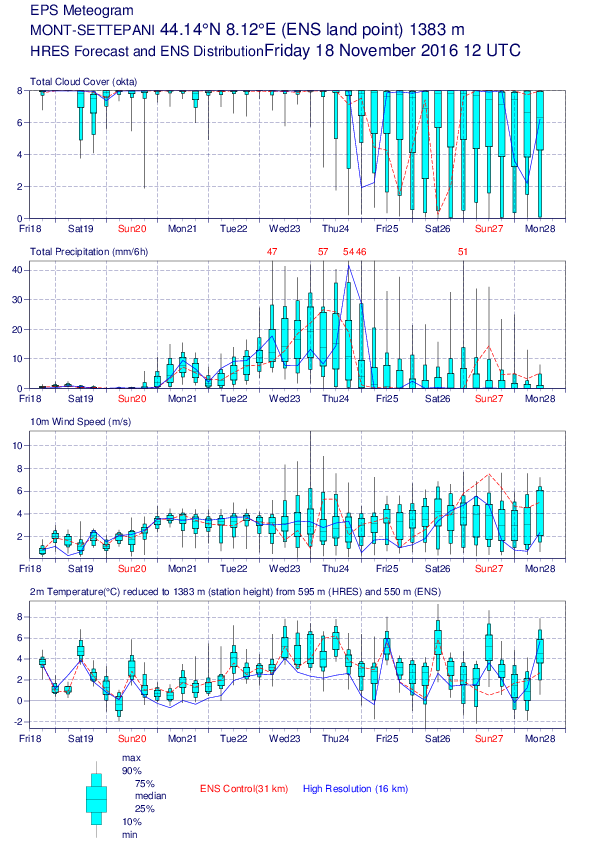 EPS Meteogram
MONT-SETTEPANI 44.14°N 8.12°E (ENS land point) 1383 m
HRES Forecast and ENS DistributionFriday 18 November 2016 12 UTC
Total Cloud Cover (okta)
8
6
4
2
0
Fri18 Sat19 Sun20 Mon21 Tue22 Wed23 Thu24 Fri25 Sat26 Sun27 Mon28
Total Precipitation (mm/6h) 47 57 54 46 51
40
30
20
10
0
Fri18 Sat19 Sun20 Mon21 Tue22 Wed23 Thu24 Fri25 Sat26 Sun27 Mon28
10m Wind Speed (m/s)
10
8
6
4
2
Fri18 Sat19 Sun20 Mon21 Tue22 Wed23 Thu24 Fri25 Sat26 Sun27 Mon28
2m Temperature(°C) reduced to 1383 m (station height) from 595 m (HRES) and 550 m (ENS)
8
6
4
2
0
-2
Fri18 Sat19 Sun20 Mon21 Tue22 Wed23 Thu24 Fri25 Sat26 Sun27 Mon28
max
90%
75%
median
25%
10%
min
ENS Control(31 km) High Resolution (16 km)